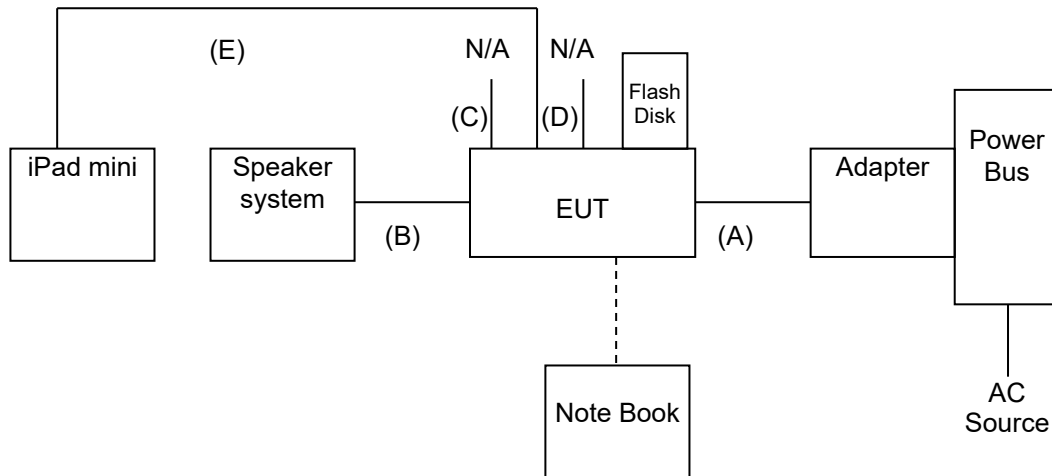 (E)
N/A
N/A
(C)
(D)
Flash
Disk
Power
Bus
iPad mini
Speaker
system
EUT
Adapter
(B)
(A)
Note Book
AC
Source